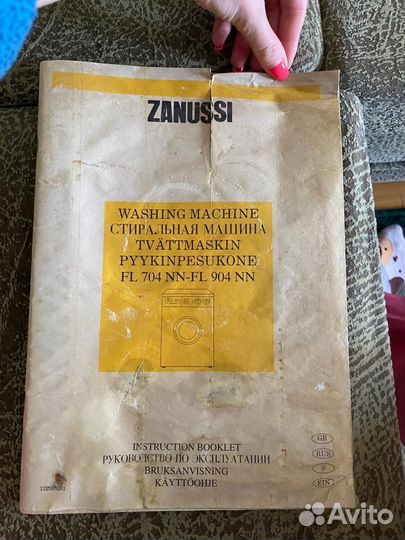 ZANUSSI
WASHING MACHINE
СТИРАЛЬНАЯ МАШИНА
TVÄTTMASKIN
PYYKINPESUKONE
FL 704 NN-FL 904 NN
INSTRUCTION BOOKLET
РУКОВОДСТВО ПО ЭКСПЛУАТАЦИИ
BRUKSANVISNING
KÄYTTÖOHJE
GB
RUS
S
FIN
Avito